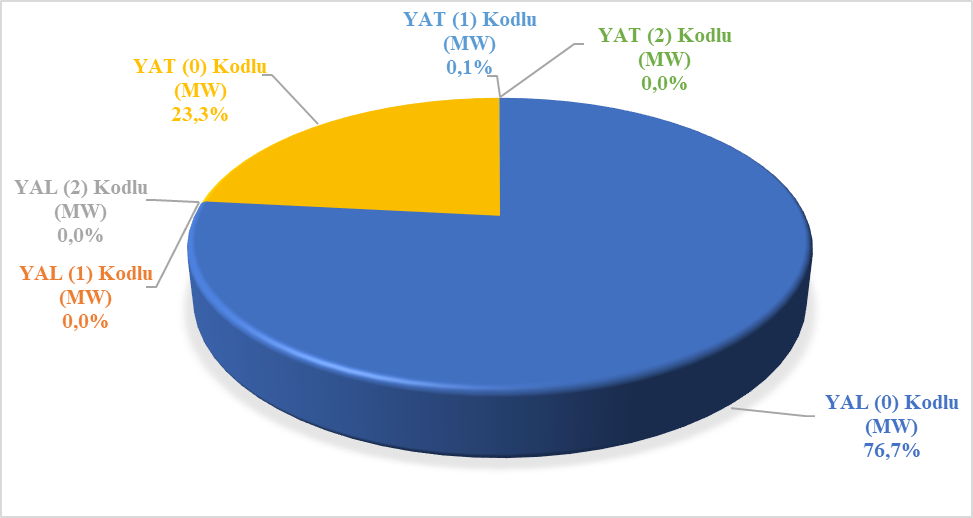 YAT (1) Kodlu
(MW)
0,1%
YAT (2) Kodlu
(MW)
0,0%
YAT (0) Kodlu
(MW)
23,3%
YAL (2) Kodlu
(MW)
0,0%
YAL (1) Kodlu
(MW)
0,0%
YAL (0) Kodlu
(MW)
76,7%